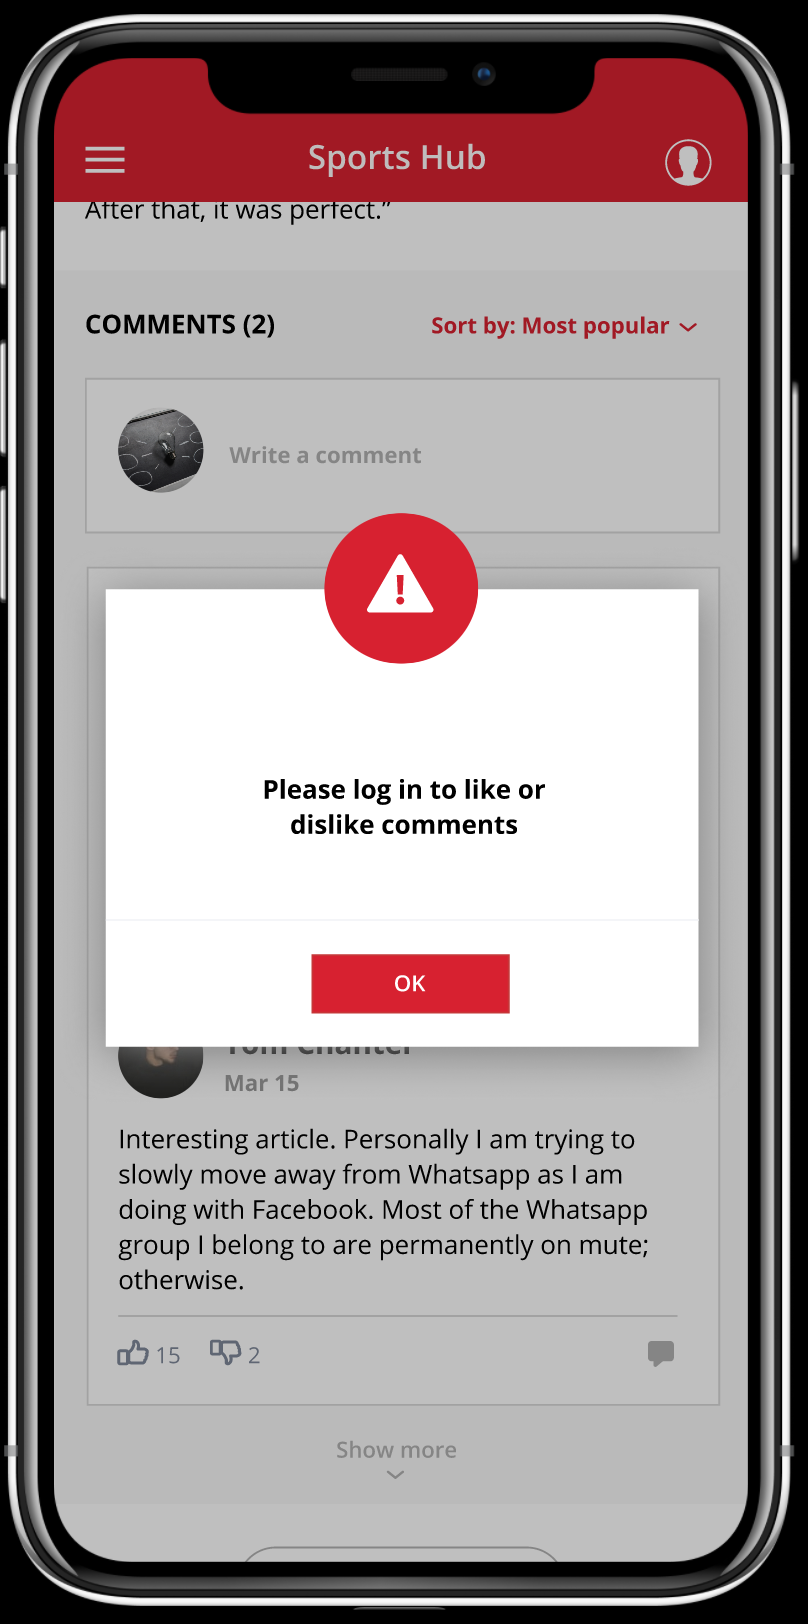 Sports Hub
After that, it was perfect.”
COMMENTS (2)
Sort by: Most popular
Write a comment
Please log in to like or
dislike comments
OK
Tom Chanter
Mar 15
Interesting article. Personally I am trying to
slowly move away from Whatsapp as I am
doing with Facebook. Most of the Whatsapp
group I belong to are permanently on mute;
otherwise.
15
2
Show more